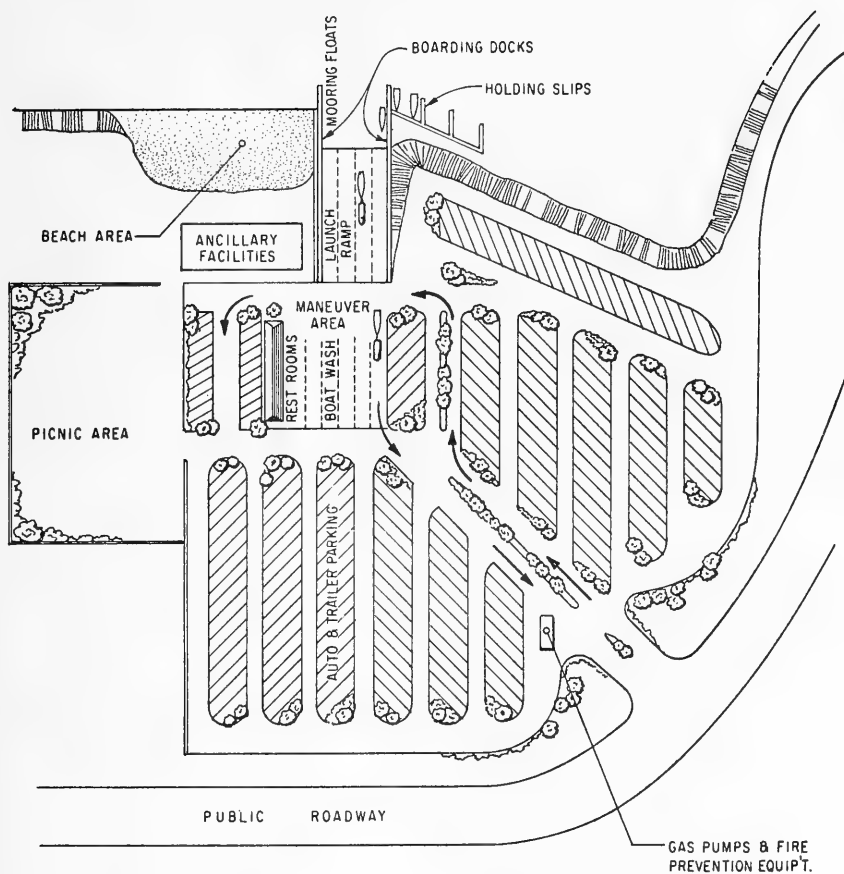 MOORING FLOATS
BOARDING DOCKS
HOLDING SLIPS
BEACH AREA
ANCILLARY
FACILITIES
LAUNCH
RAMP
MANEUVER
AREA
REST ROOMS
BOAT WASH
PICNIC AREA
AUTO & TRAILER PARKING
PUBLIC ROADWAY
GAS PUMPS & FIRE
PREVENTION EQUIP'T.